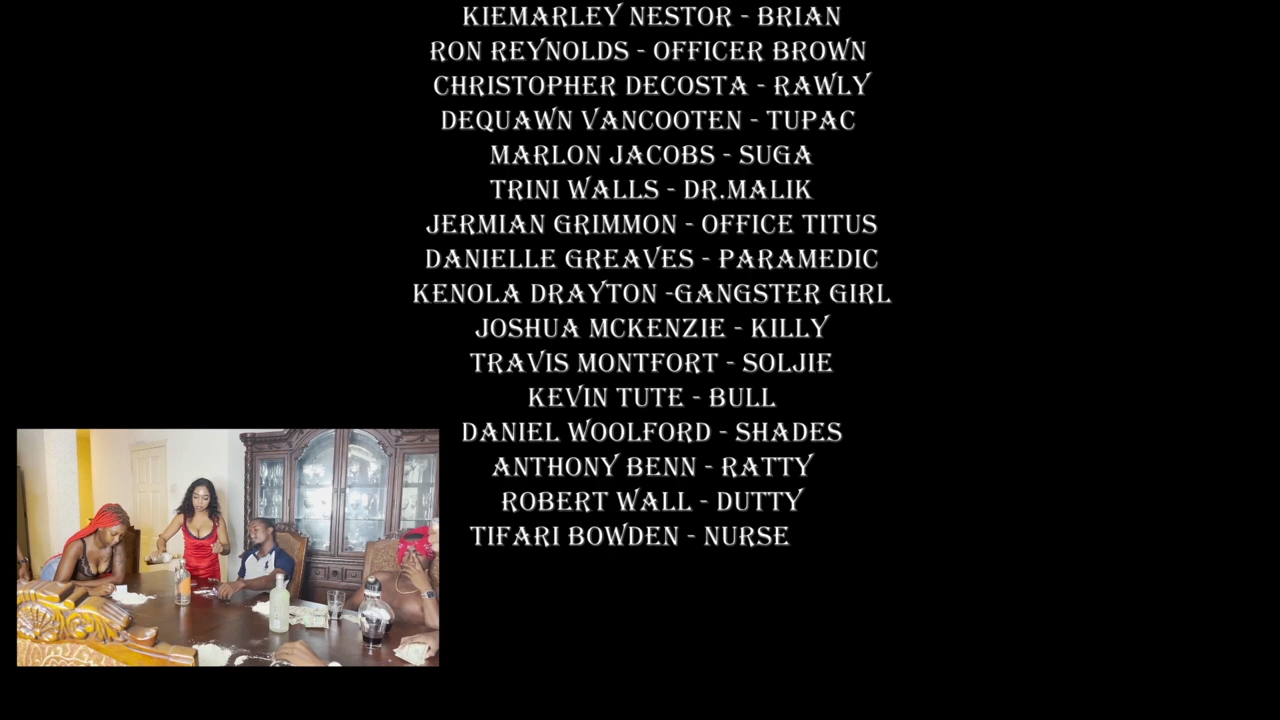 KIEMARLEY NESTOR - BRIAN
RON REYNOLDS - OFFICER BROWN
CHRISTOPHER DECOSTA - RAWLY
DEQUAWN VANCOOTEN - TUPAC
MARLON JACOBS - SUGA
TRINI WALLS - DR.MALIK
JERMIAN GRIMMON - OFFICE TITUS
DANIELLE GREAVES - PARAMEDIC
KENOLA DRAYTON -GANGSTER GIRL
JOSHUA MCKENZIE - KILLY
TRAVIS MONTFORT - SOLJIE
KEVIN TUTE - BULL
DANIEL WOOLFORD - SHADES
ANTHONY BENN - RATTY
ROBERT WALL - DUTTY
TIFARI BOWDEN - NURSE